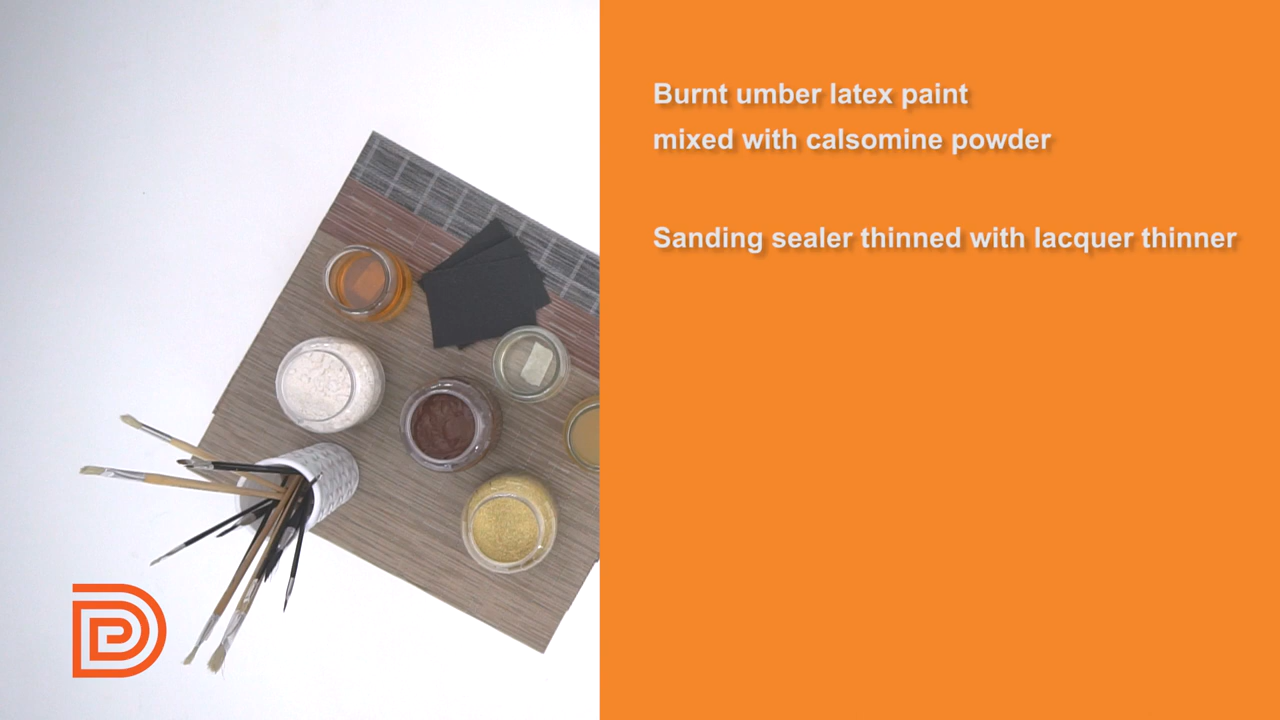 Burnt umber latex paint
mixed with calsomine powder
Sanding sealer thinned with lacquer thinner